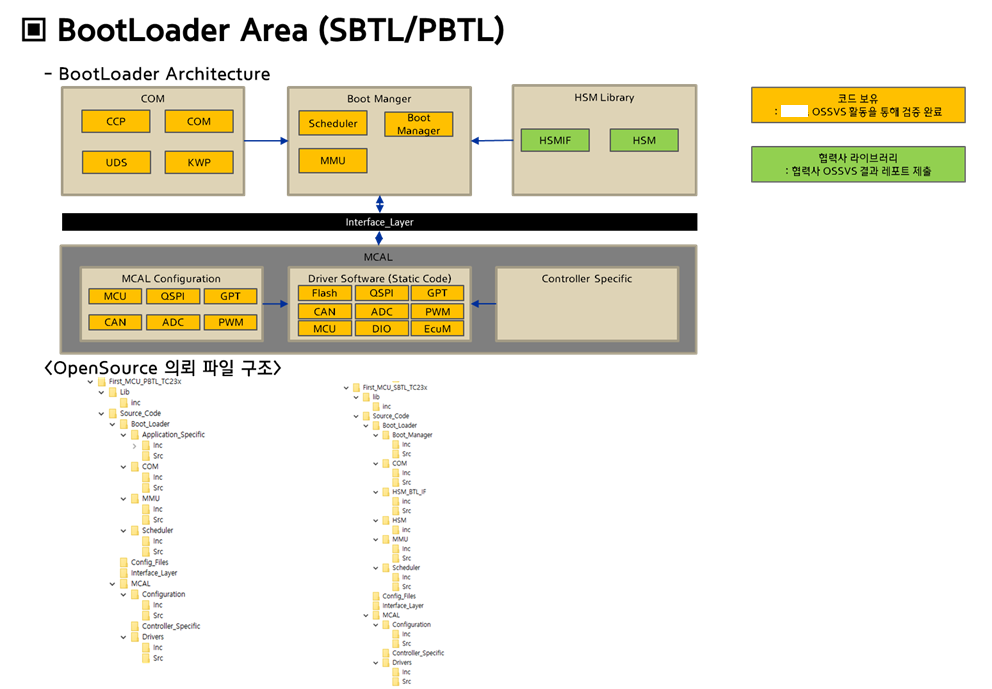 ▣ BootLoader Area (SBTL/PBTL)
- BootLoader Architecture
COM
CCP
COM
UDS
KWP
Boot Manger
Scheduler
Boot
Manager
MMU
HSM Library
HSMIF
HSM
코드 보유
: OSSVS 활동을 통해 검증 완료
협력사 라이브러리
: 협력사 OSSVS 결과 레포트 제출
Interface_Layer
MCAL
MCAL Configuration
MCU
QSPI
GPT
CAN
ADC
PWM
Driver Software (Static Code)
Flash
QSPI
GPT
CAN
ADC
PWM
MCU
DIO
EcuM
Controller Specific
<OpenSource 의뢰 파일 구조>
First_MCU_PBTL_TC23x
Lib
inc
Source_Code
Boot_Loader
Application_Specific
Inc
Src
COM
Inc
Src
MMU
Inc
Src
Scheduler
Inc
Src
Config_Files
Interface_Layer
MCAL
Configuration
Inc
Src
Controller_Specific
Drivers
Inc
Src
First_MCU_SBTL_TC23x
lib
inc
Source_Code
Boot_Loader
Boot_Manager
Inc
Src
COM
Inc
Src
HSM_BTL_IF
inc
Src
HSM
inc
MMU
Inc
Src
Scheduler
Inc
Src
Config_Files
Interface_Layer
MCAL
Configuration
Inc
Src
Controller_Specific
Drivers
Inc
Src